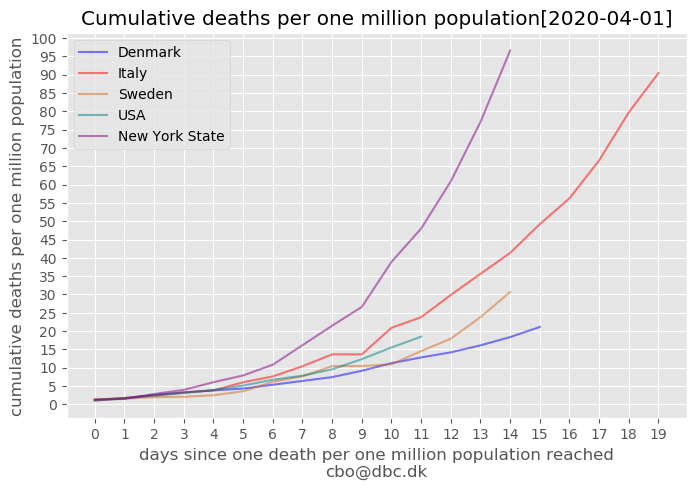 Cumulative deaths per one million population[2020-04-01]
cumulative deaths per one million population
100
95
90
85
80
75
70
65
60
55
50
45
40
35
30
25
20
15
10
5
0
Denmark
Italy
Sweden
USA
New York State
0 1 2 3 4 5 6 7 8 9 10 11 12 13 14 15 16 17 18 19
days since one death per one million population reached
cbo@dbc.dk